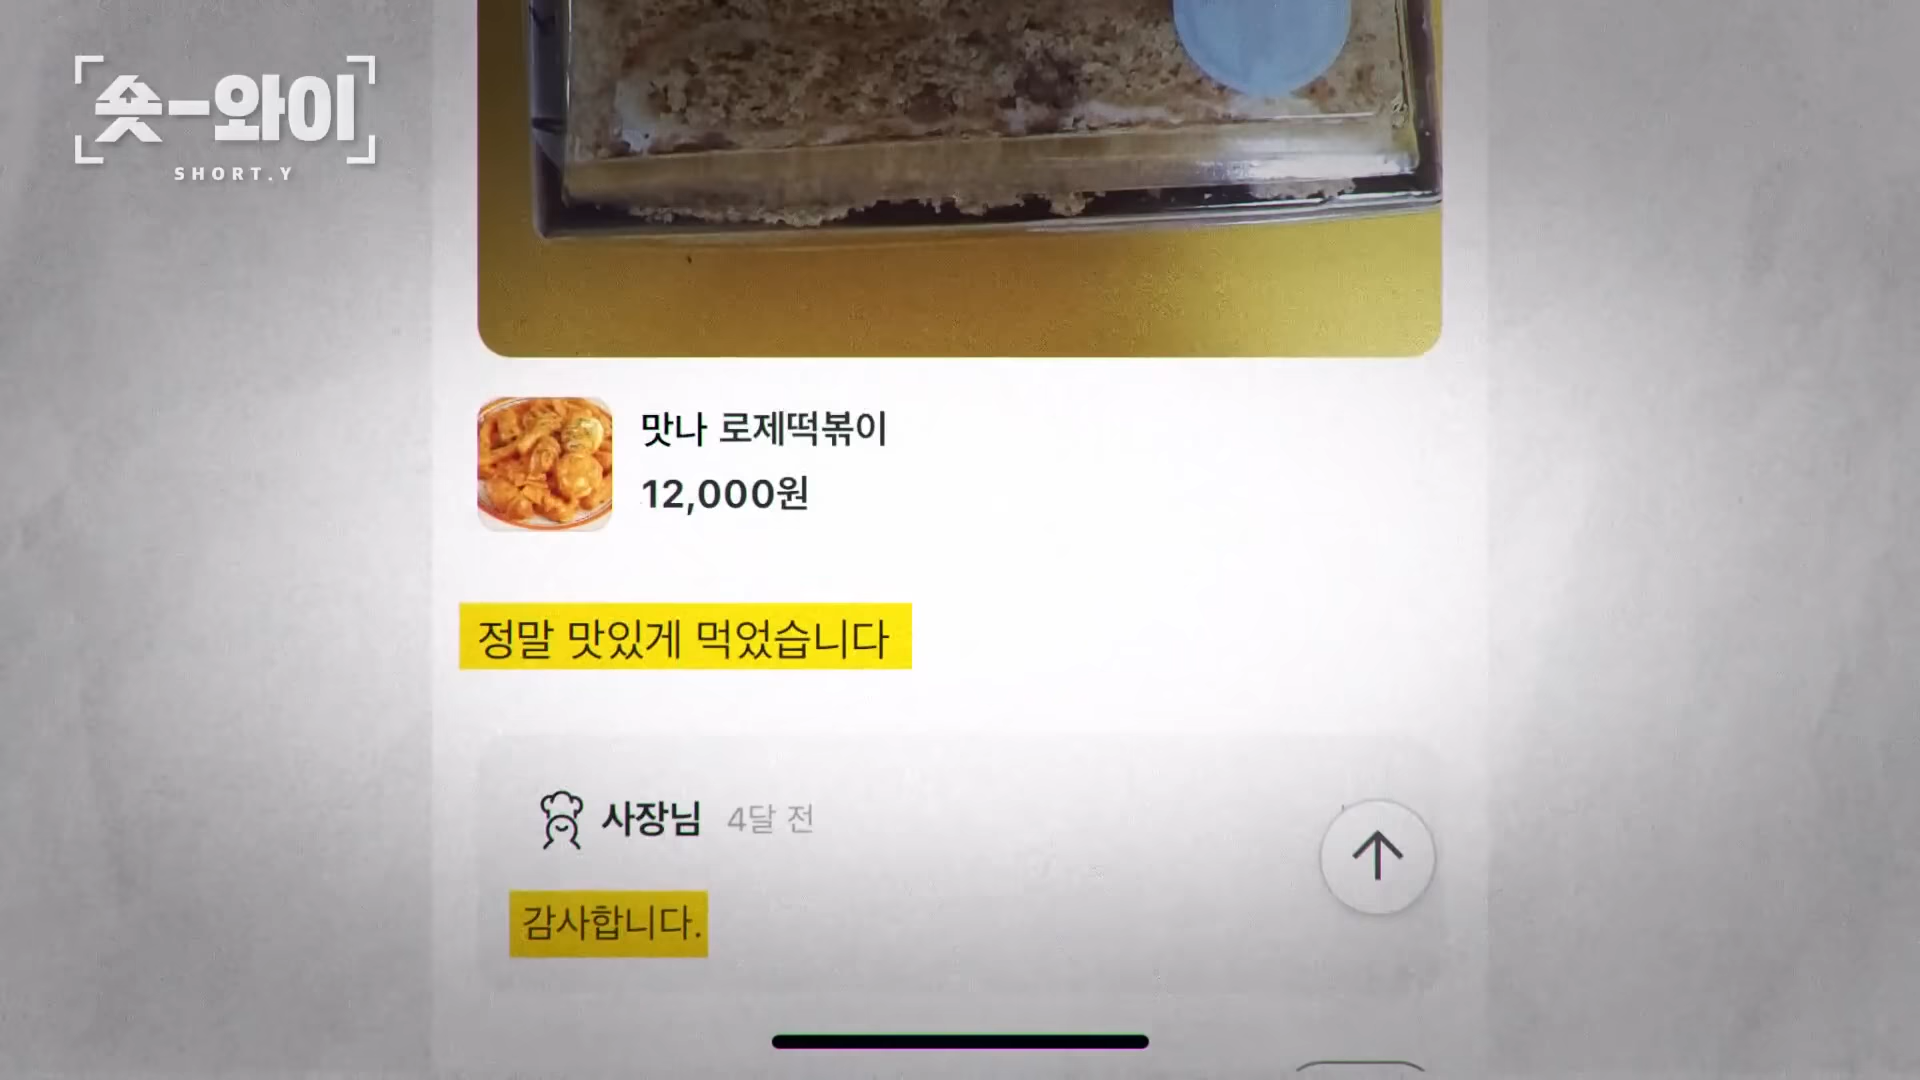 숏-와이
SHORT.Y
맛나 로제떡볶이
12,000원
정말 맛있게 먹었습니다
사장님 4달 전
감사합니다.